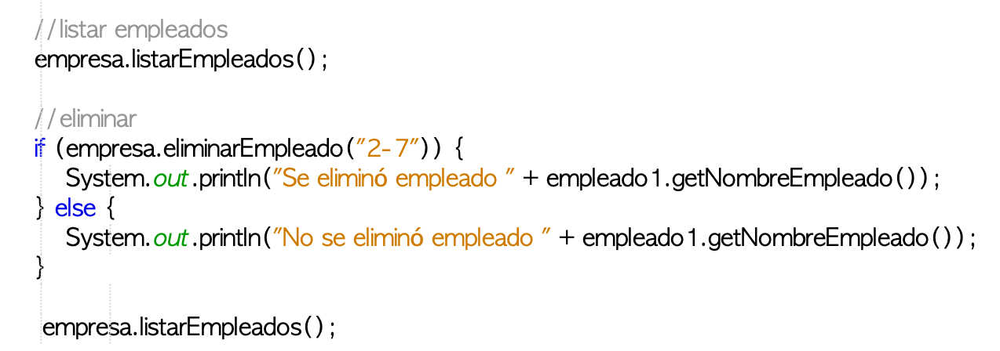 //listar empleados
empresa.listarEmpleados();
//eliminar
if (empresa.eliminarEmpleado("2-7")) {
System.out.println("Se eliminó empleado " + empleado1.getNombreEmpleado());
} else {
System.out.println("No se eliminó empleado " + empleado1.getNombreEmpleado());
}
empresa.listarEmpleados();